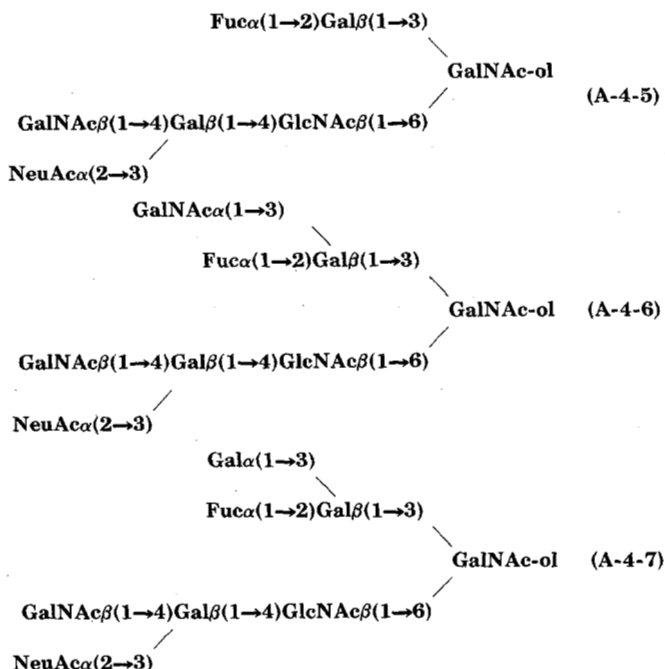 Fucα(1→2)Galβ(1→3)
GalNAc-ol
(A-4-5)
GalNAcβ(1→4)Galβ(1→4)GlcNAcβ(1→6)
NeuAcα(2→3)
GalNAcα(1→3)
Fucα(1→2)Galβ(1→3)
GalNAc-ol (A-4-6)
GalNAcβ(1→4)Galβ(1→4)GlcNAcβ(1→6)
NeuAcα(2→3)
Galα(1→3)
Fucα(1→2)Galβ(1→3)
GalNAc-ol (A-4-7)
GalNAcβ(1→4)Galβ(1→4)GlcNAcβ(1→6)
NeuAcα(2→3)